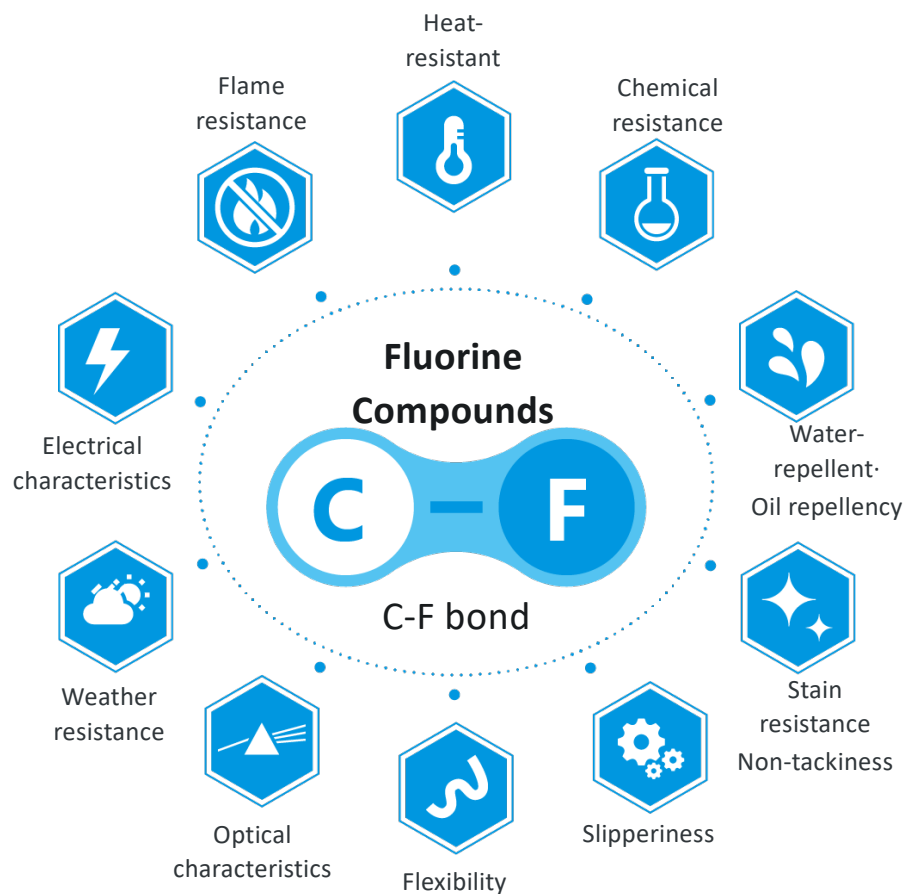 Heat-
resistant
Flame
resistance
Chemical
resistance
Fluorine
Compounds
C – F
C-F bond
Electrical
characteristics
Water-
repellent·
Oil repellency
Weather
resistance
Stain
resistance
Non-tackiness
Optical
characteristics
Flexibility
Slipperiness